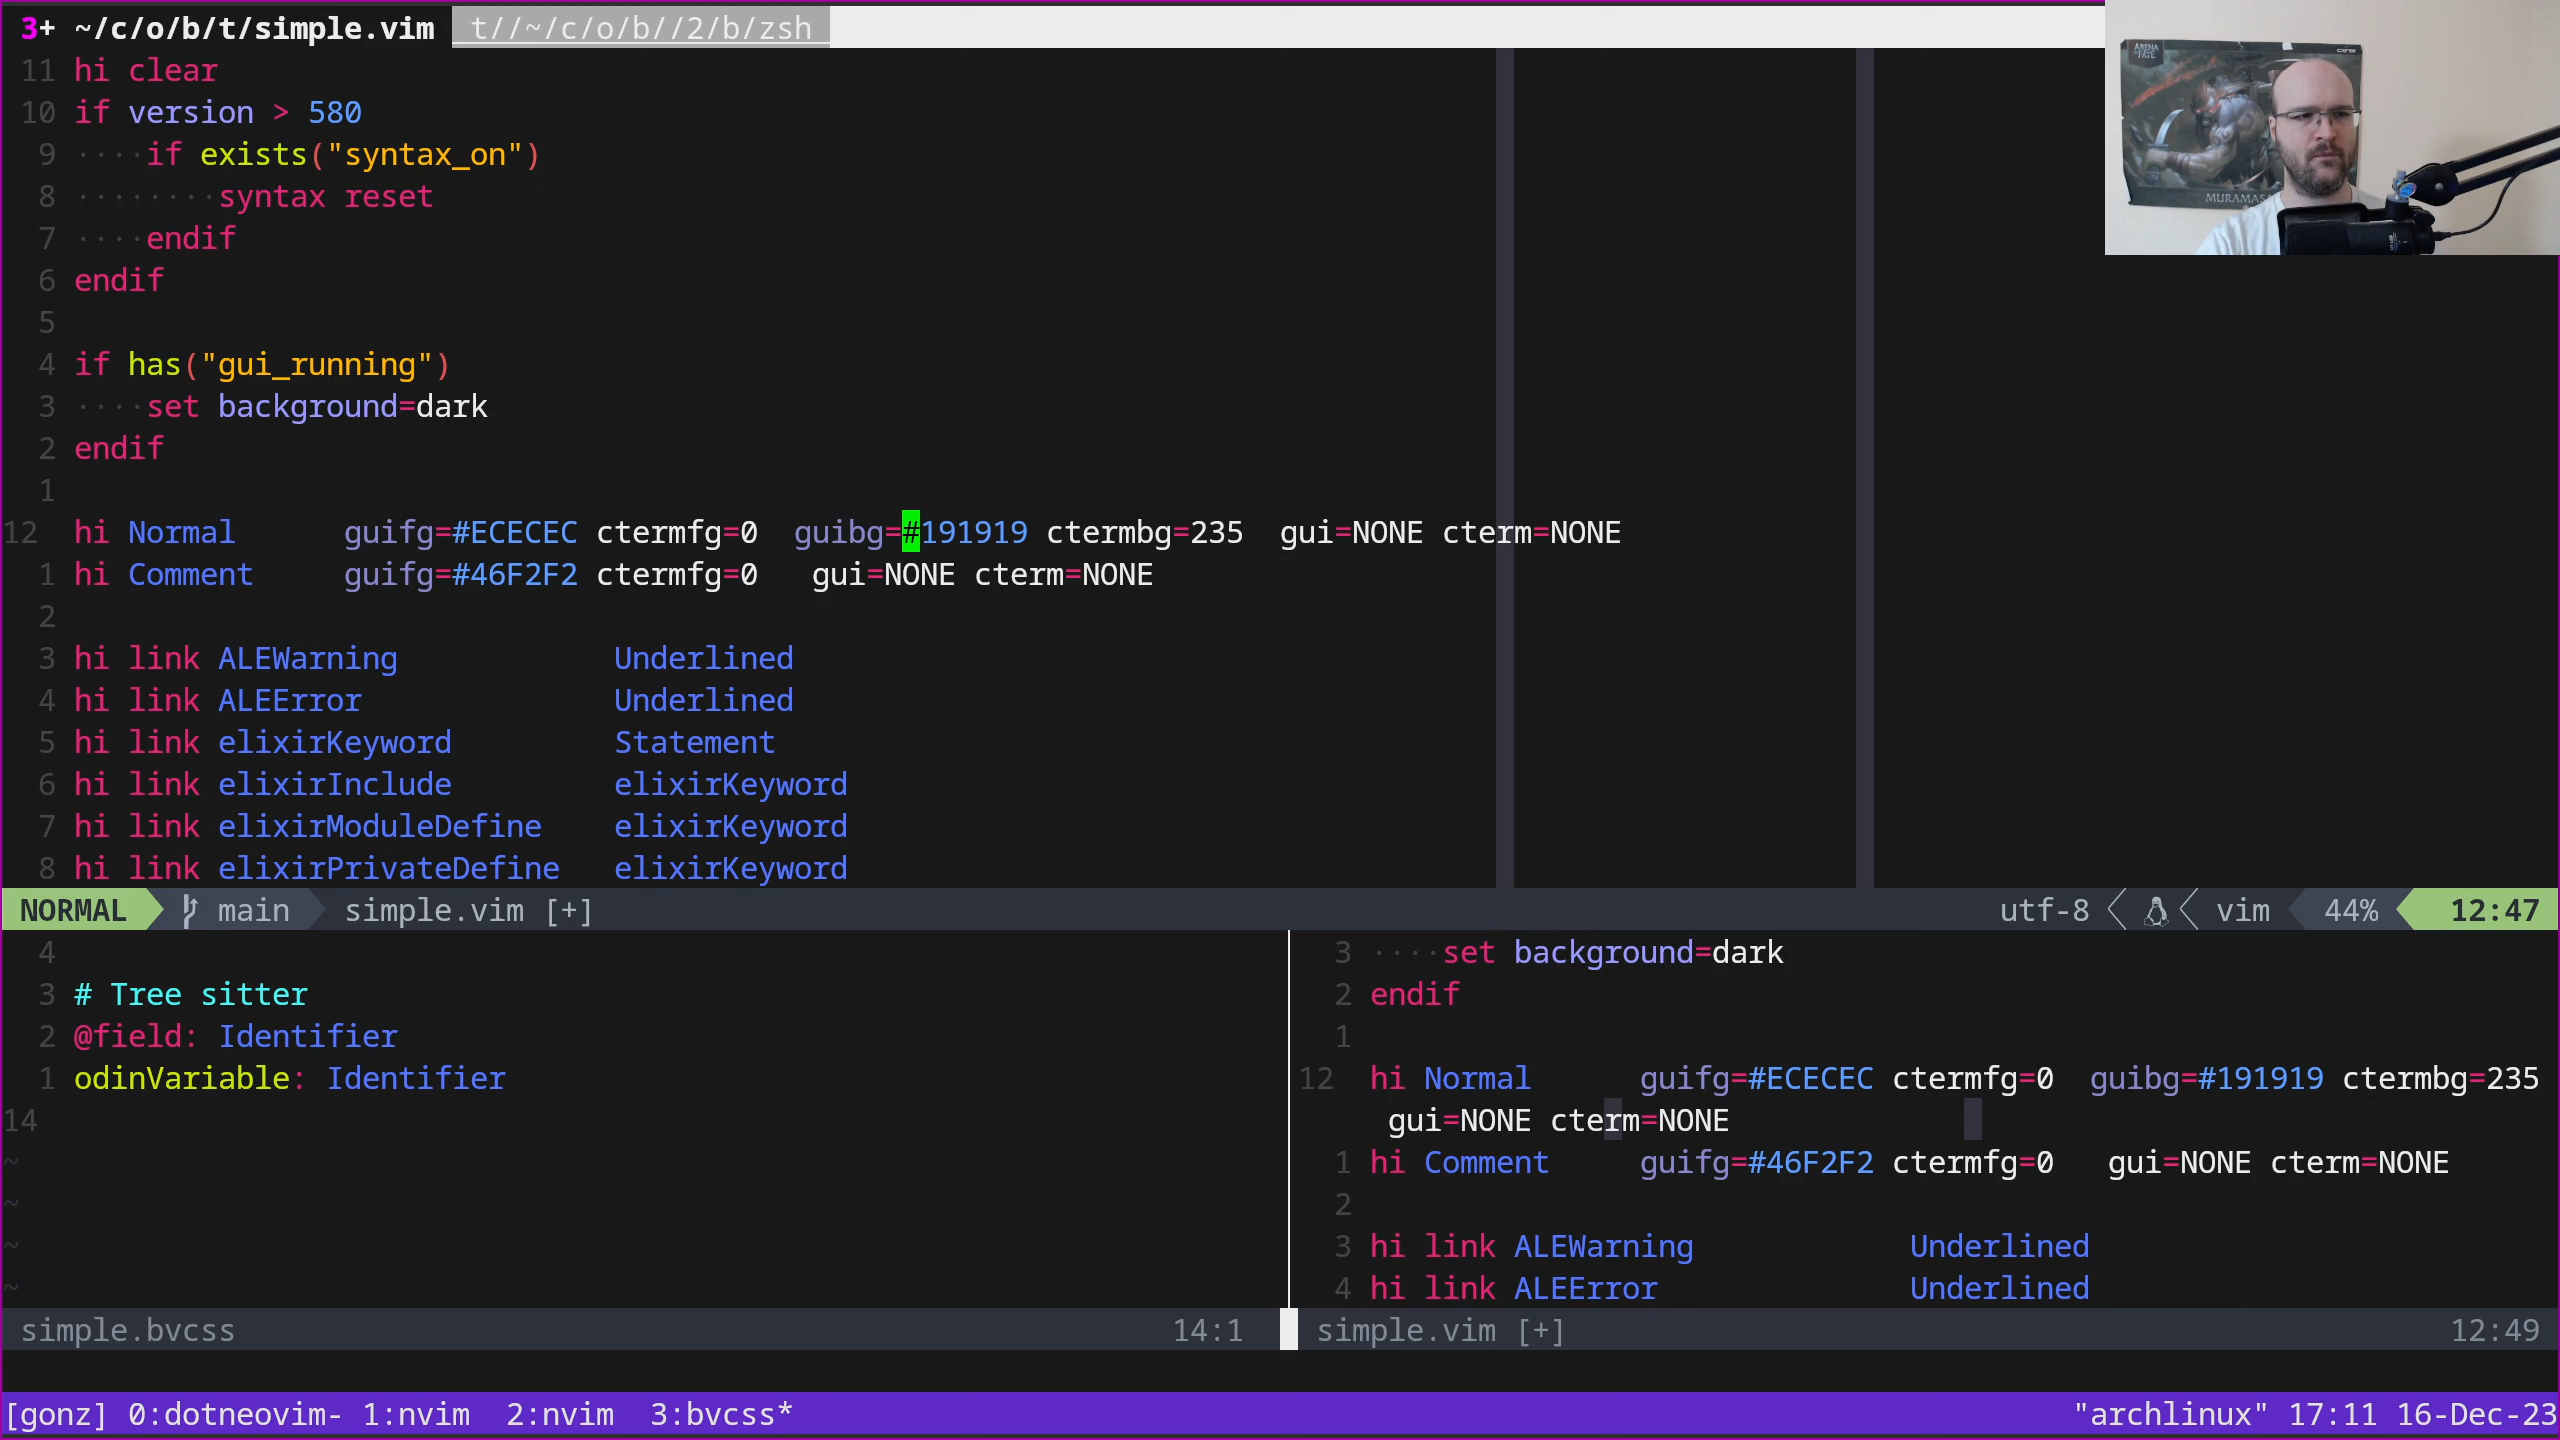 3+ ~/c/o/b/t/simple.vim t//~/c/o/b//2/b/zsh
11 hi clear
10 if version > 580
9 ····if exists("syntax_on")
8 ········syntax reset
7 ····endif
6 endif
5
4 if has("gui_running")
3 ····set background=dark
2 endif
1
12 hi Normal guifg=#ECECEC ctermfg=0 guibg=#191919 ctermbg=235 gui=NONE cterm=NONE
1 hi Comment guifg=#46F2F2 ctermfg=0 gui=NONE cterm=NONE
2
3 hi link ALEWarning Underlined
4 hi link ALEError Underlined
5 hi link elixirKeyword Statement
6 hi link elixirInclude elixirKeyword
7 hi link elixirModuleDefine elixirKeyword
8 hi link elixirPrivateDefine elixirKeyword
NORMAL main simple.vim [+] utf-8 vim 44% 12:47
4
3 # Tree sitter
2 @field: Identifier
1 odinVariable: Identifier
14
~
~
~
~
simple.bvcss 14:1
3 ····set background=dark
2 endif
1
12 hi Normal guifg=#ECECEC ctermfg=0 guibg=#191919 ctermbg=235
gui=NONE cterm=NONE
1 hi Comment guifg=#46F2F2 ctermfg=0 gui=NONE cterm=NONE
2
3 hi link ALEWarning Underlined
4 hi link ALEError Underlined
simple.vim [+] 12:49
[gonz] 0:dotneovim- 1:nvim 2:nvim 3:bvcss* "archlinux" 17:11 16-Dec-23
ARENA
OF FATE